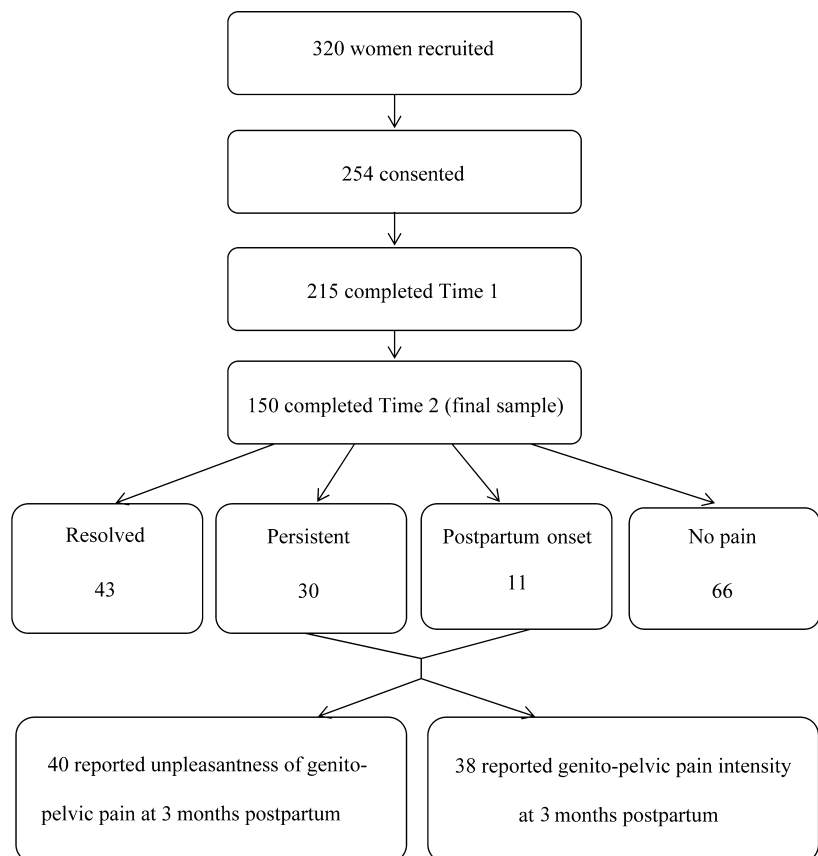 320 women recruited
254 consented
215 completed Time 1
150 completed Time 2 (final sample)
Resolved
43
Persistent
30
Postpartum onset
11
No pain
66
40 reported unpleasantness of genito-
pelvic pain at 3 months postpartum
38 reported genito-pelvic pain intensity
at 3 months postpartum